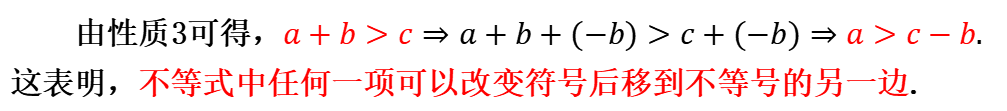 由性质3可得，a + b > c ⇒ a + b + (−b) > c + (−b) ⇒ a > c − b.
这表明，不等式中任何一项可以改变符号后移到不等号的另一边.